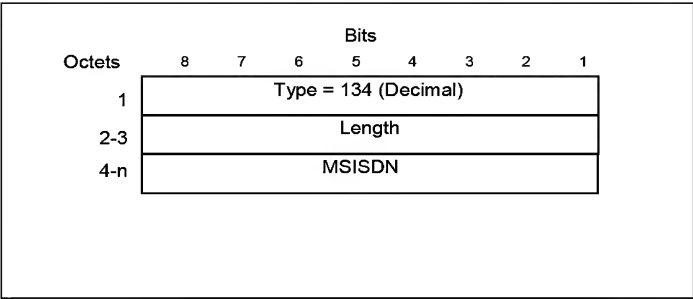 Bits
Octets 8 7 6 5 4 3 2 1
1 Type = 134 (Decimal)
2-3 Length
4-n MSISDN